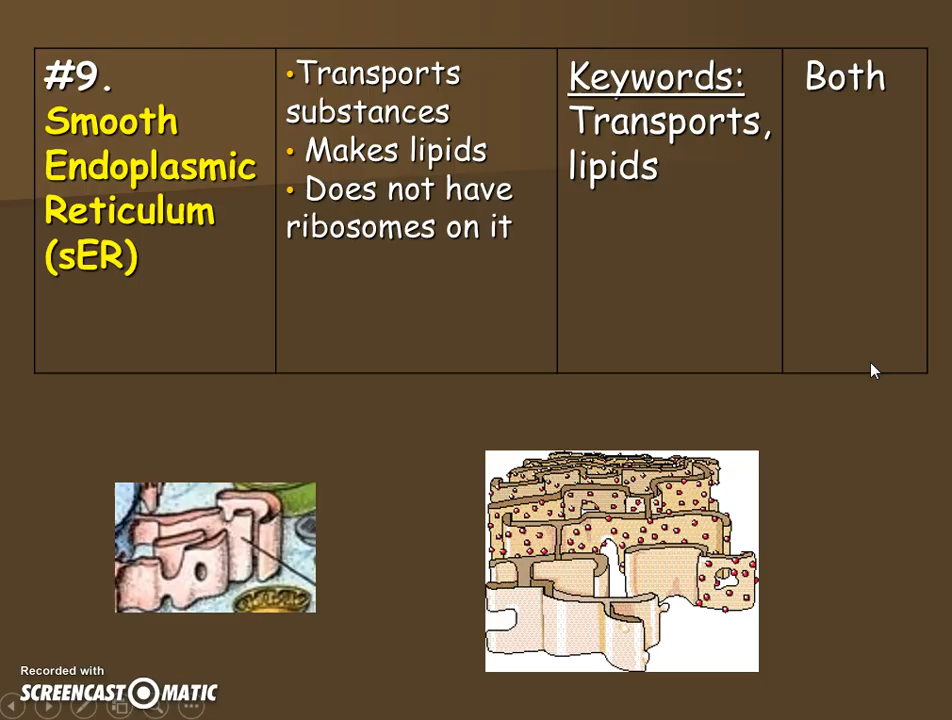 #9.
Smooth
Endoplasmic
Reticulum
(sER)
•Transports
substances
• Makes lipids
• Does not have
ribosomes on it
Keywords:
Transports,
lipids
Both
Recorded with
SCREENCAST MATIC